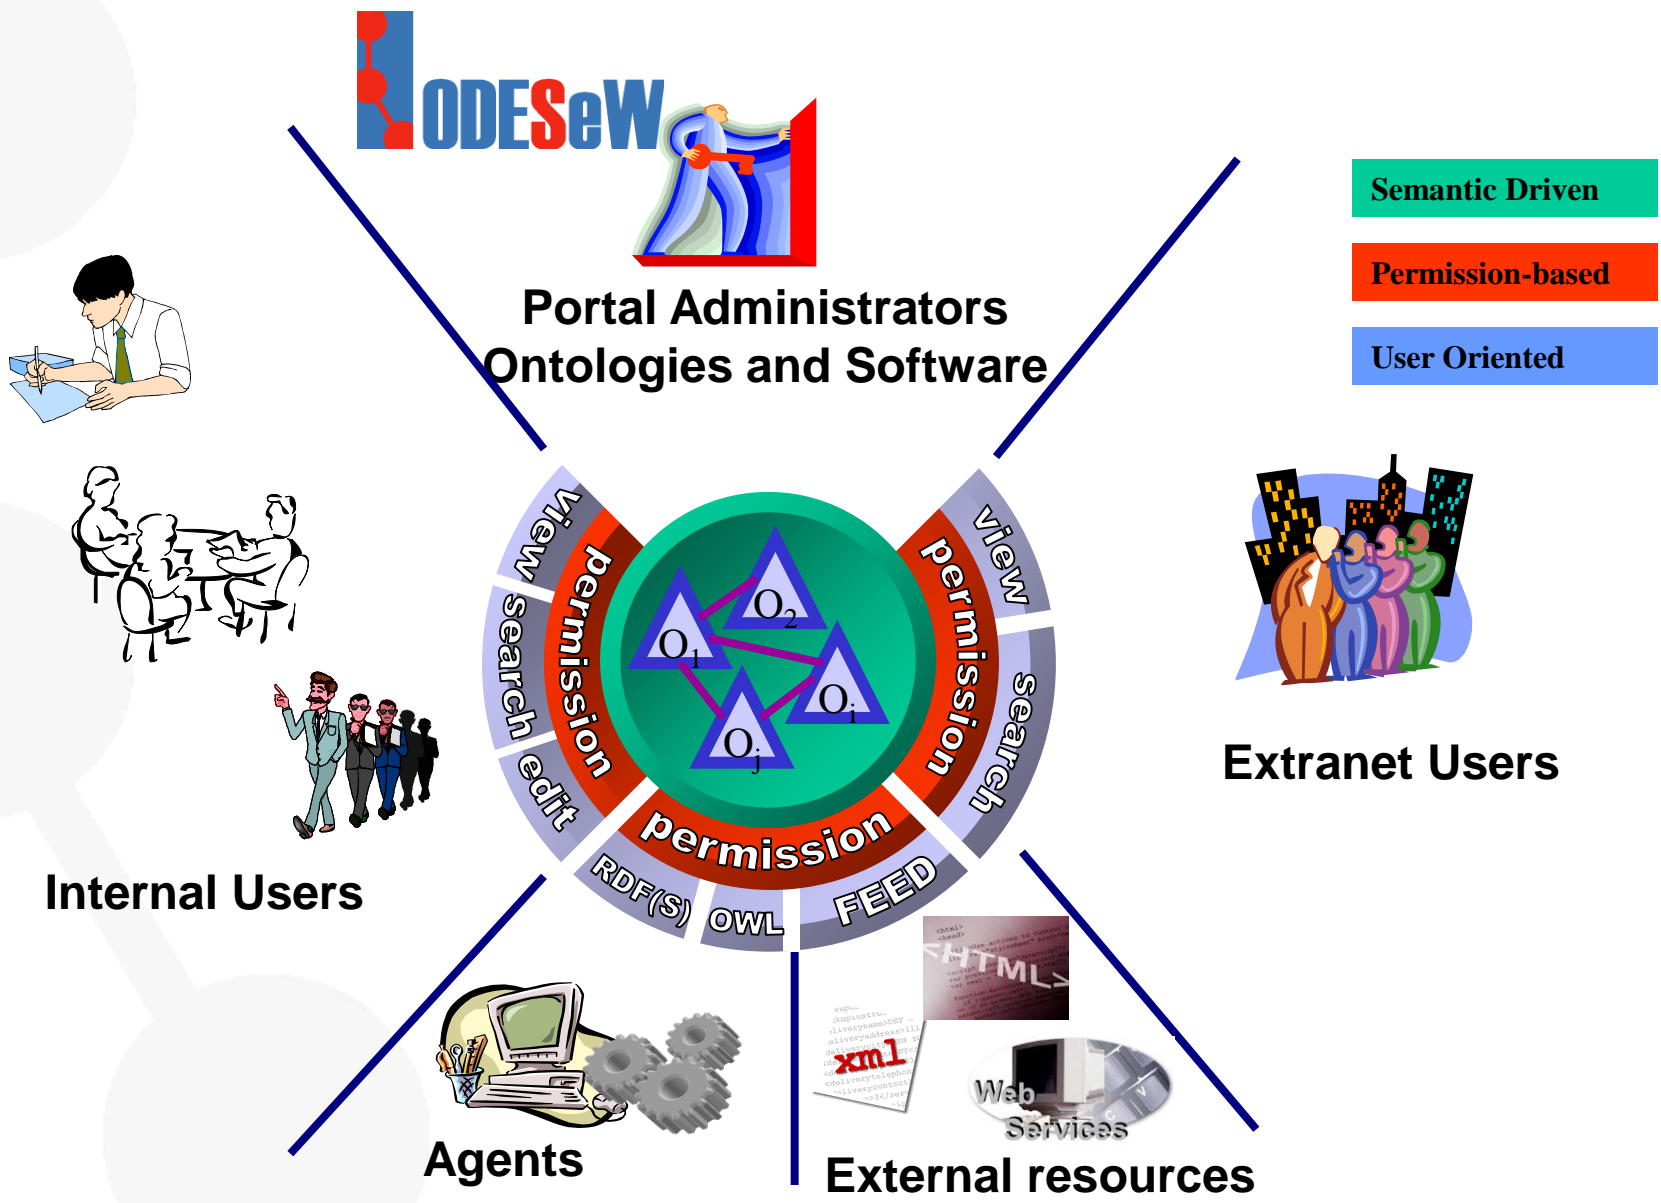 ODESeW
Portal Administrators
Ontologies and Software
Semantic Driven
Permission-based
User Oriented
view
search
edit
permission
O1
O2
Oi
Oj
permission
view
search
permission
RDF(S)
OWL
FEED
Internal Users
Extranet Users
Agents
<html>
<head>
<HTML>
xml
Web
Services
External resources